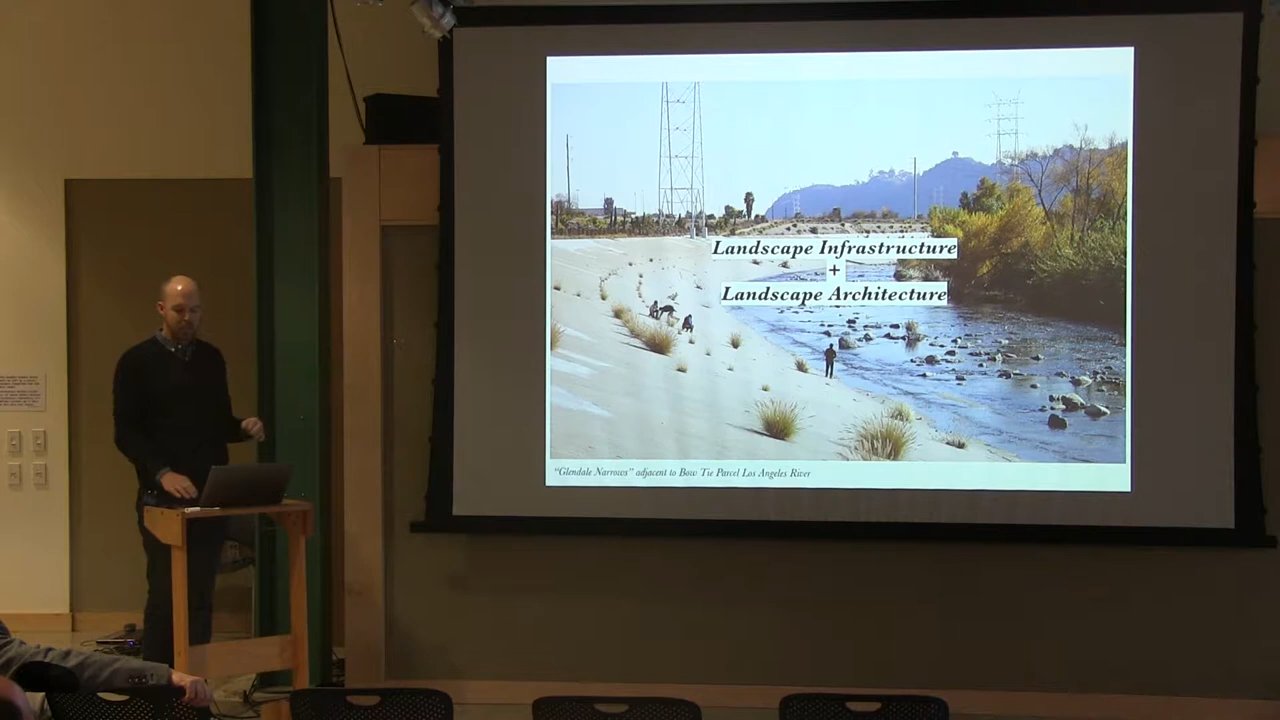 Landscape Infrastructure
+
Landscape Architecture
"Glendale Narrows" adjacent to Bow Tie Parcel Los Angeles River